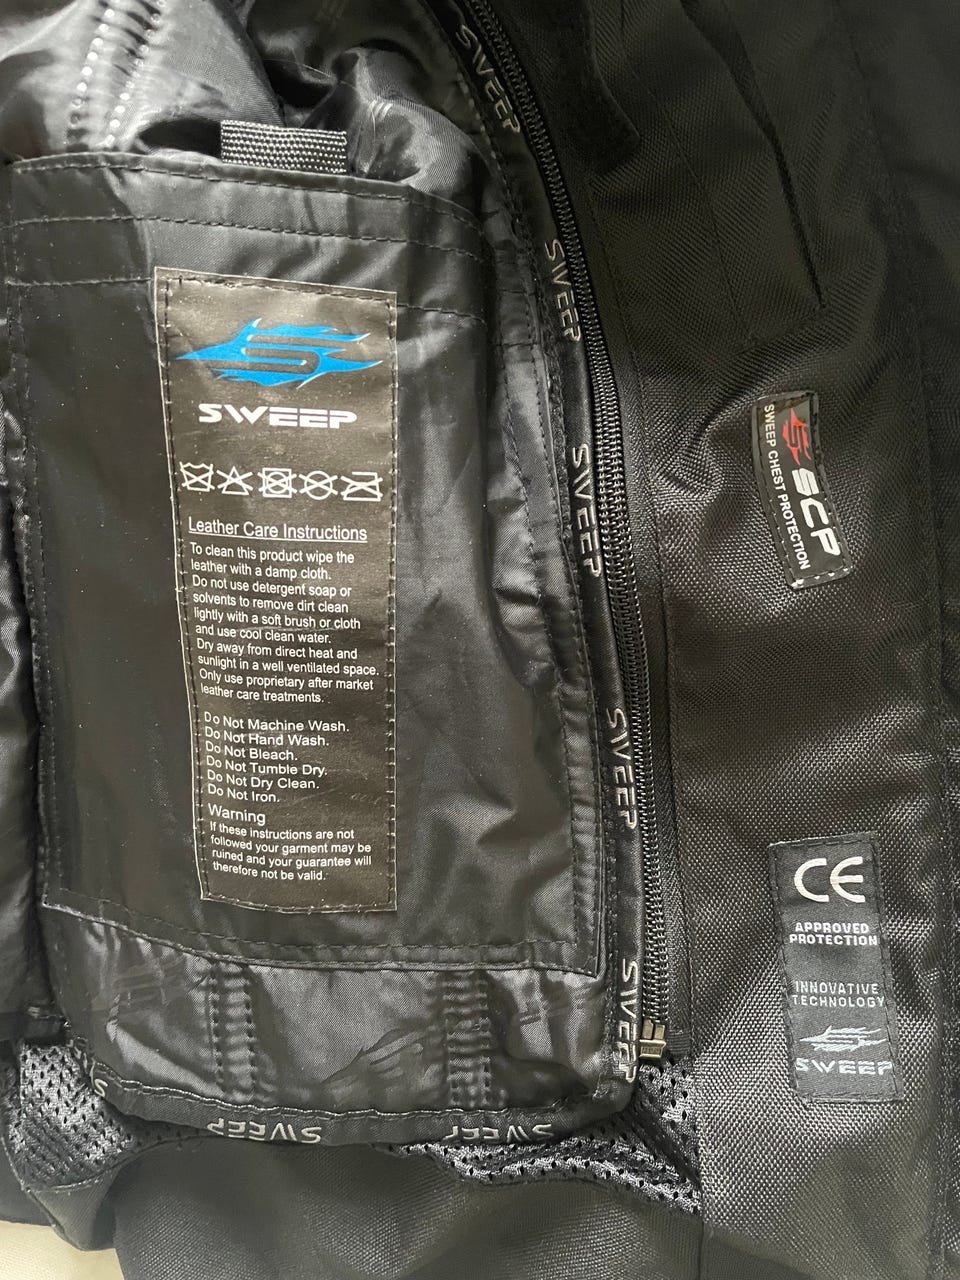 SWEEP
SWEEP
SWEEP
SWEEP
SWEEP
SWEEP
SWEEP
SWEEP
Leather Care Instructions
To clean this product wipe the
leather with a damp cloth.
Do not use detergent soap or
solvents to remove dirt clean
lightly with a soft brush or cloth
and use cool clean water.
Dry away from direct heat and
sunlight in a well ventilated space.
Only use proprietary after market
leather care treatments.
Do Not Machine Wash.
Do Not Hand Wash.
Do Not Bleach.
Do Not Tumble Dry.
Do Not Dry Clean.
Do Not Iron.
Warning
If these instructions are not
followed your garment may be
ruined and your guarantee will
therefore not be valid.
SCP
SWEEP CHEST PROTECTION
CE
APPROVED
PROTECTION
INNOVATIVE
TECHNOLOGY
SWEEP